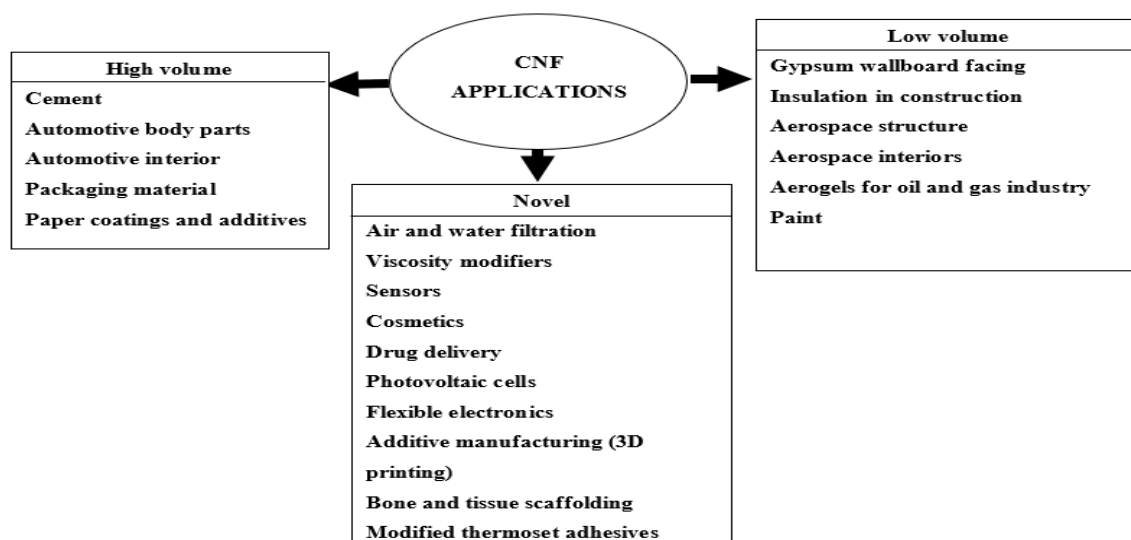 CNF
APPLICATIONS
High volume
Cement
Automotive body parts
Automotive interior
Packaging material
Paper coatings and additives
Novel
Air and water filtration
Viscosity modifiers
Sensors
Cosmetics
Drug delivery
Photovoltaic cells
Flexible electronics
Additive manufacturing (3D
printing)
Bone and tissue scaffolding
Modified thermoset adhesives
Low volume
Gypsum wallboard facing
Insulation in construction
Aerospace structure
Aerospace interiors
Aerogels for oil and gas industry
Paint